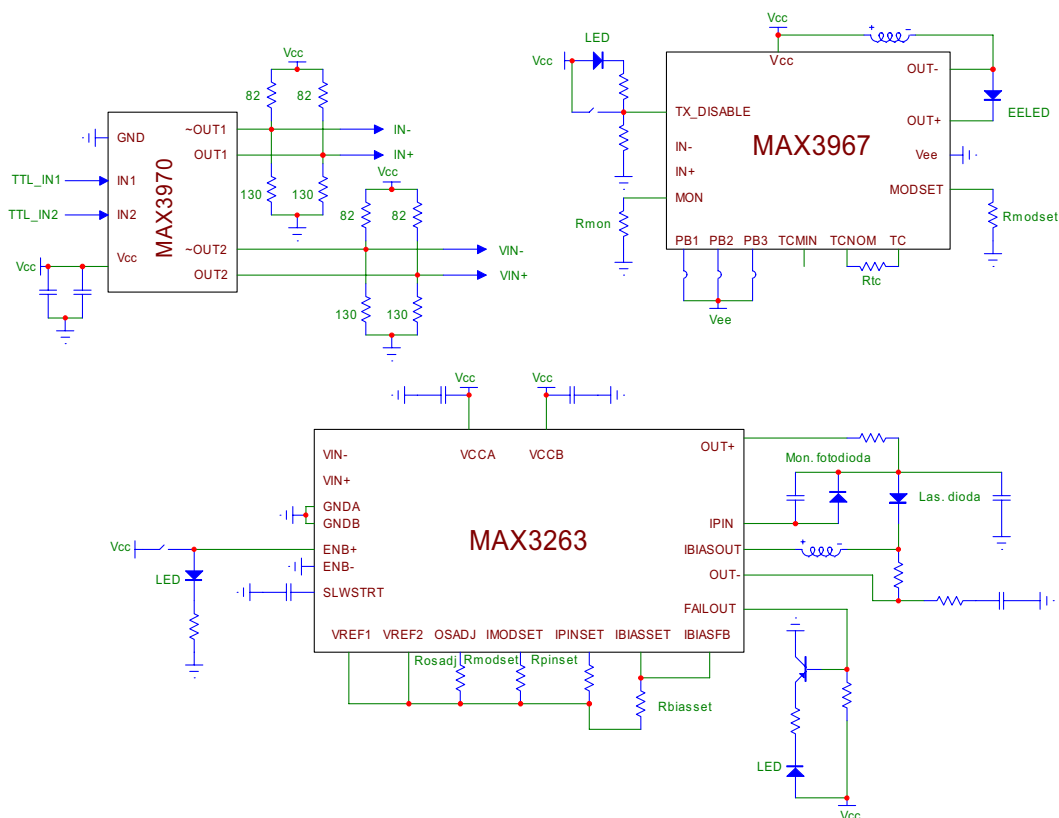 Vcc
82
82
GND
~OUT1
OUT1
IN-
IN+
MAX3970
TTL_IN1
IN1
TTL_IN2
IN2
130
130
Vcc
82
82
Vcc
Vcc
~OUT2
OUT2
VIN-
VIN+
130
130
LED
Vcc
Vcc
+
-
Vcc
OUT-
TX_DISABLE
EELED
OUT+
IN-
IN+
MAX3967
Vee
MON
MODSET
Rmon
Rmodset
PB1
PB2
PB3
TCMIN
TCNOM
TC
Rtc
Vee
Vcc
Vcc
VIN-
VCCA
VCCB
OUT+
VIN+
Mon. fotodioda
Las. dioda
GNDA
GNDB
IPIN
MAX3263
Vcc
ENB+
IBIASOUT
+
-
ENB-
OUT-
LED
SLWSTRT
FAILOUT
VREF1
VREF2
OSADJ
IMODSET
IPINSET
IBIASSET
IBIASFB
Rosadj
Rmodset
Rpinset
Rbiasset
LED
Vcc